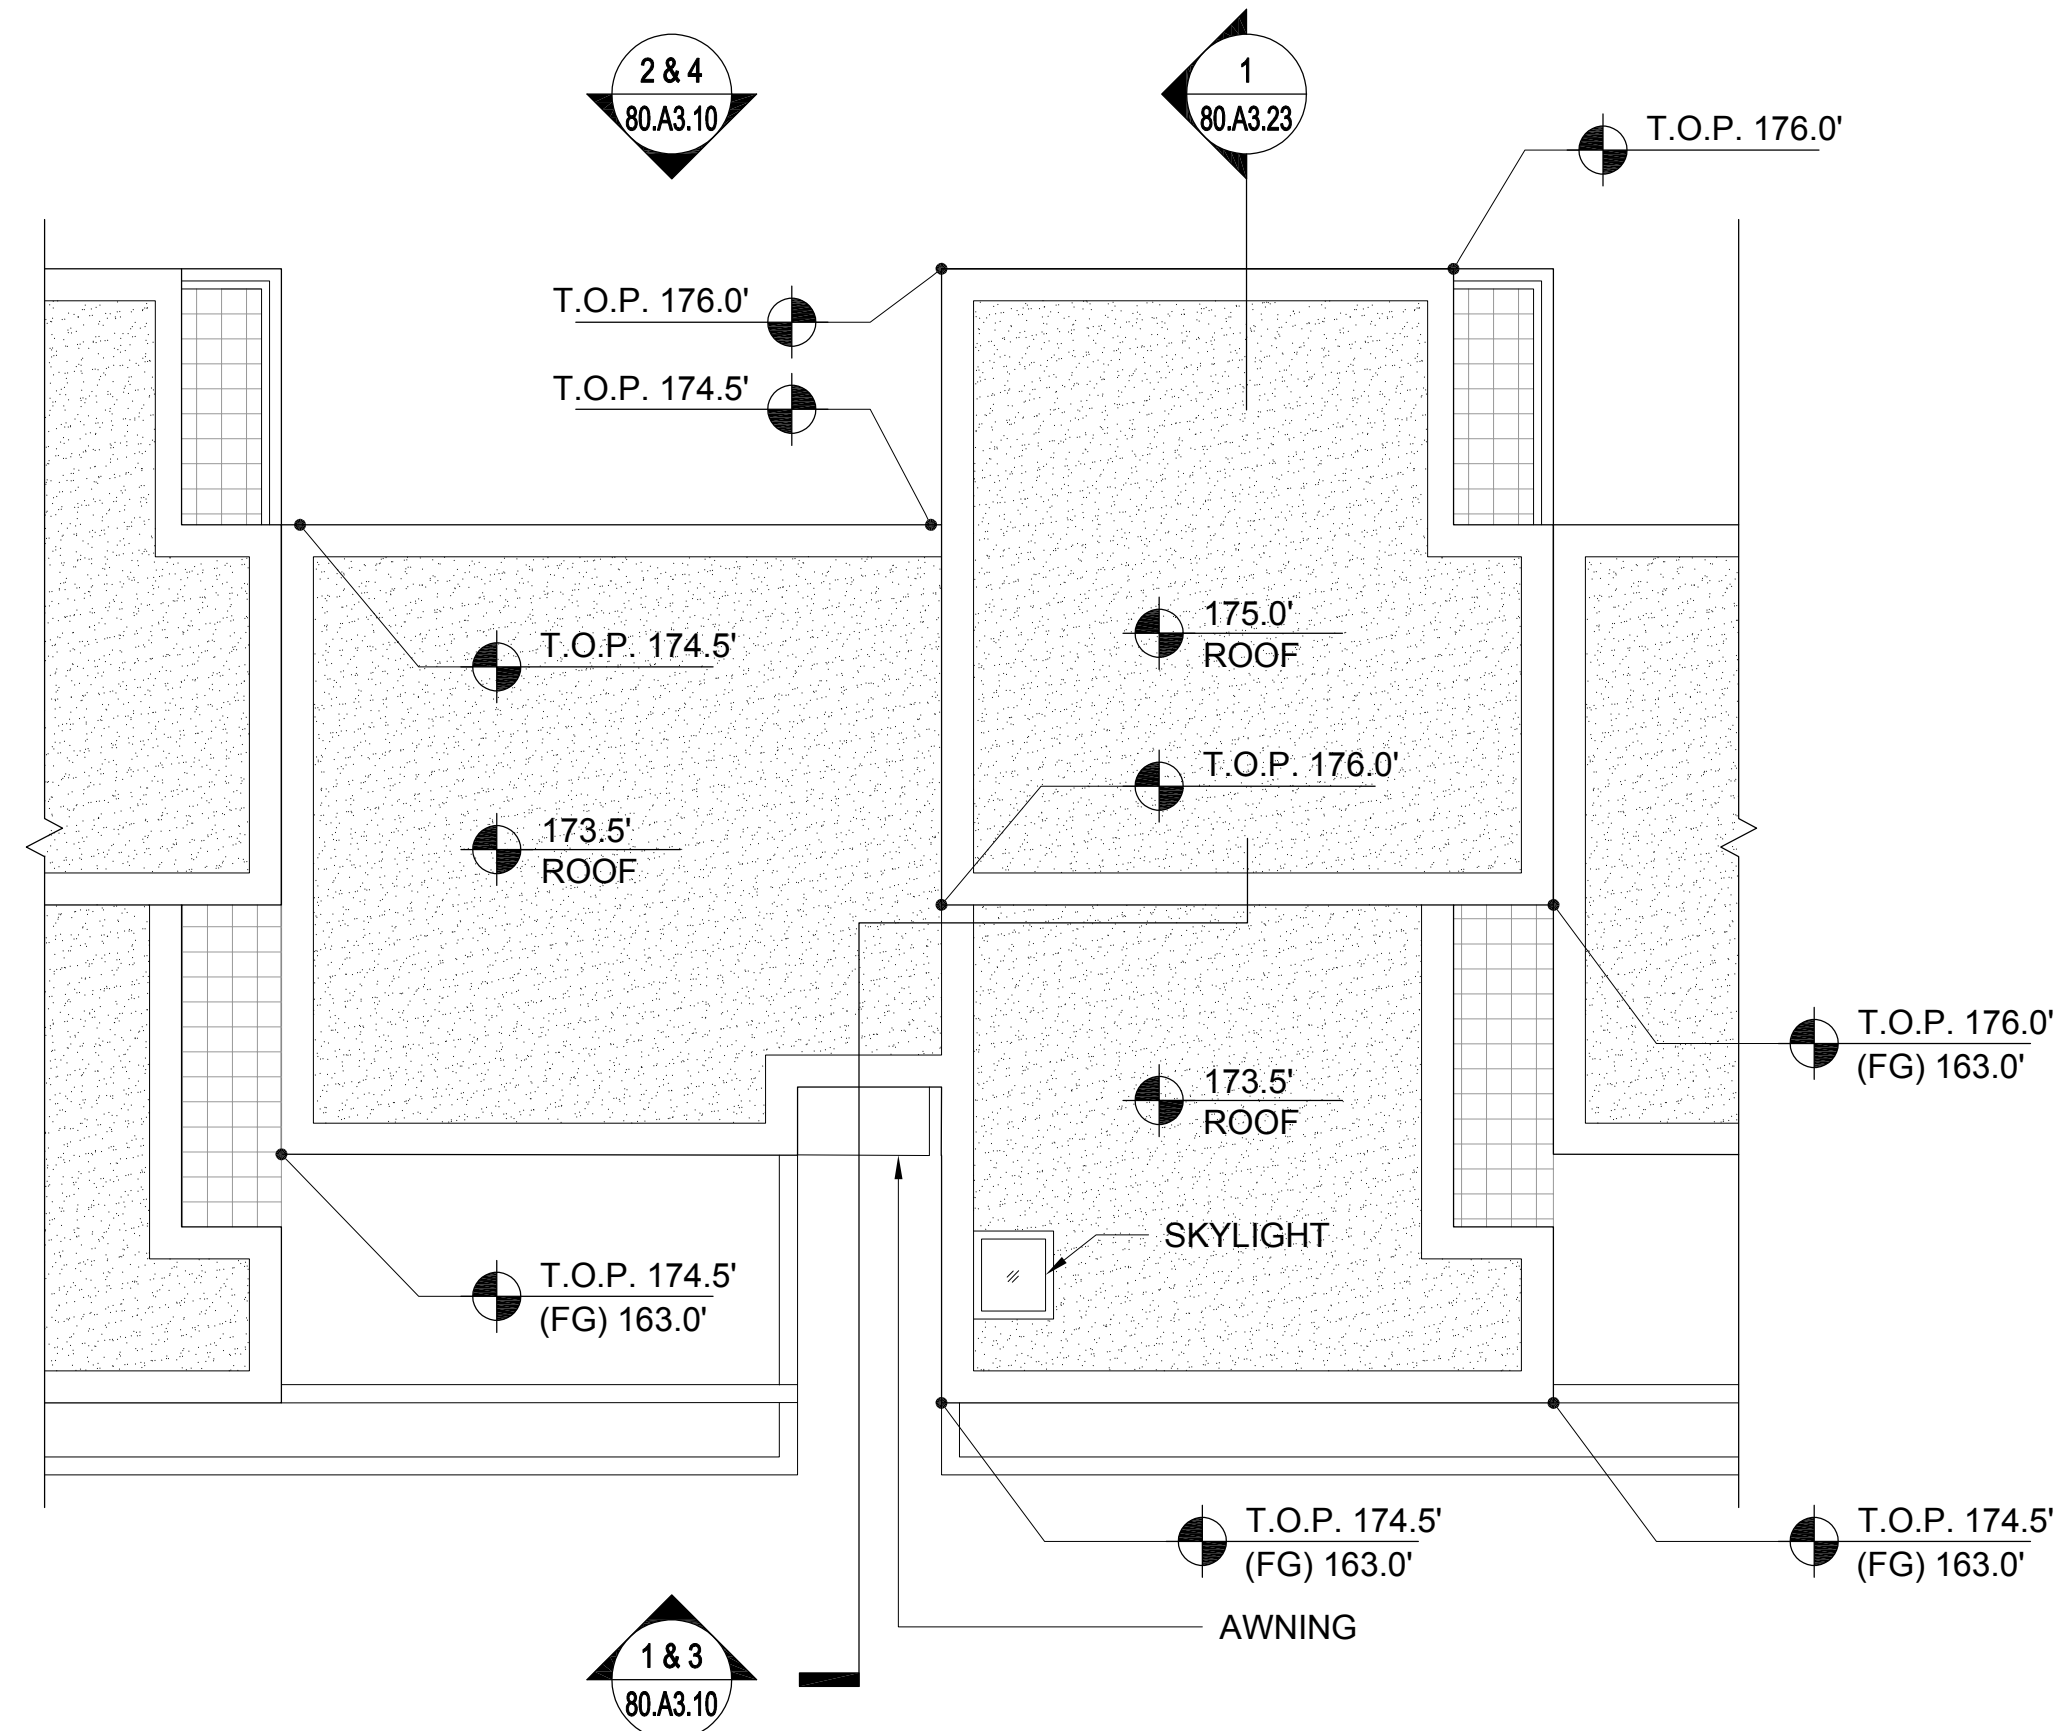 2 & 4
80.A3.10
1
80.A3.23
T.O.P. 176.0'
T.O.P. 176.0'
T.O.P. 174.5'
175.0'
ROOF
T.O.P. 174.5'
T.O.P. 176.0'
173.5'
ROOF
T.O.P. 176.0'
(FG) 163.0'
173.5'
ROOF
SKYLIGHT
T.O.P. 174.5'
(FG) 163.0'
T.O.P. 174.5'
(FG) 163.0'
T.O.P. 174.5'
(FG) 163.0'
AWNING
1 & 3
80.A3.10